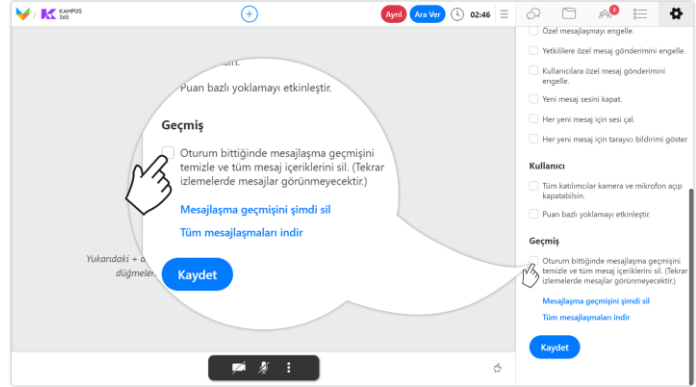 KAMPÜS
365
Ayrıl
Ara Ver
02:46
3
Puan bazlı yoklamayı etkinleştir.
Geçmiş
Oturum bittiğinde mesajlaşma geçmişini
temizle ve tüm mesaj içeriklerini sil. (Tekrar
izlemelerde mesajlar görünmeyecektir.)
Mesajlaşma geçmişini şimdi sil
Tüm mesajlaşmaları indir
Kaydet
Yukarıdaki + a
düğmele
Özel mesajlaşmayı engelle.
Yetkililere özel mesaj gönderimini engelle.
Kullanıcılara özel mesaj gönderimini
engelle.
Yeni mesaj sesini kapat.
Her yeni mesaj için sesi çal.
Her yeni mesaj için tarayıcı bildirimi göster.
Kullanıcı
Tüm katılımcılar kamera ve mikrofon açıp
kapatabilsin.
Puan bazlı yoklamayı etkinleştir.
Geçmiş
Oturum bittiğinde mesajlaşma geçmişini
temizle ve tüm mesaj içeriklerini sil. (Tekrar
izlemelerde mesajlar görünmeyecektir.)
Mesajlaşma geçmişini şimdi sil
Tüm mesajlaşmaları indir
Kaydet